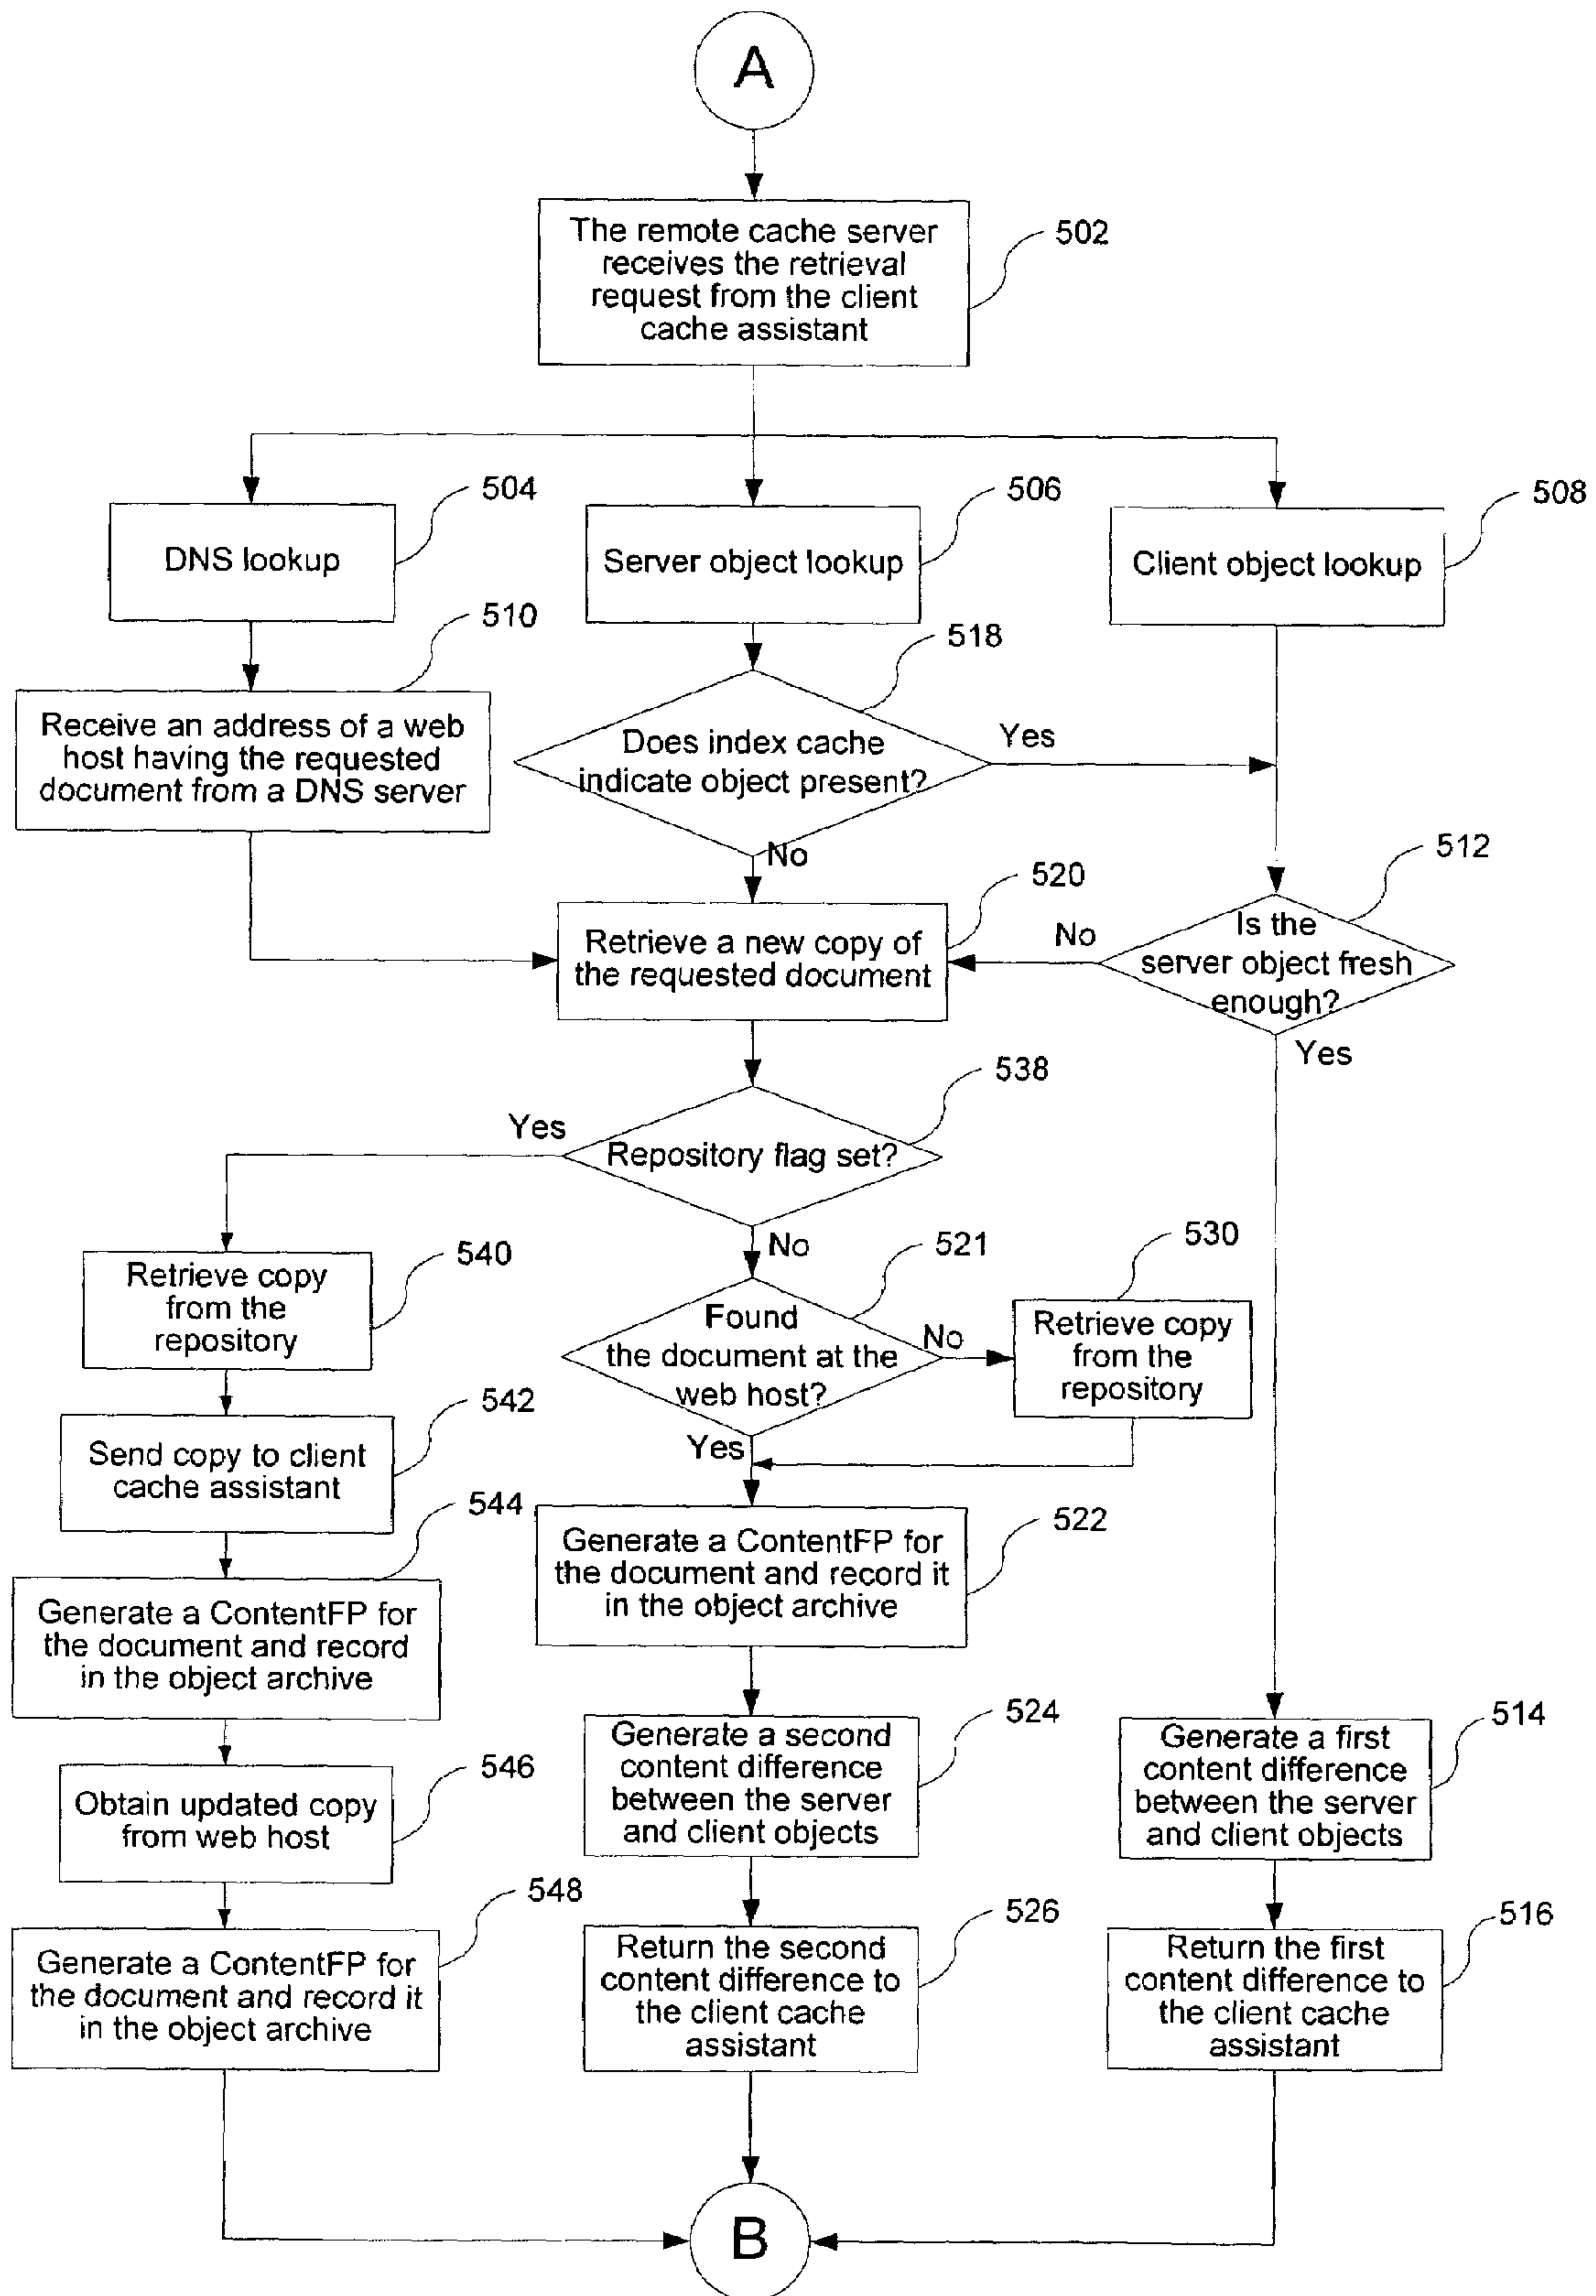 A
The remote cache server
receives the retrieval
request from the client
cache assistant
502
DNS lookup
504
Server object lookup
506
Client object lookup
508
510
Receive an address of a web
host having the requested
document from a DNS server
518
Does index cache
indicate object present?
Yes
No
512
Is the
server object fresh
enough?
No
Yes
520
Retrieve a new copy of
the requested document
538
Repository flag set?
Yes
No
540
Retrieve copy
from the
repository
521
Found
the document at the
web host?
No
Yes
530
Retrieve copy
from the
repository
542
Send copy to client
cache assistant
544
Generate a ContentFP for
the document and record
in the object archive
522
Generate a ContentFP for
the document and record it
in the object archive
546
Obtain updated copy
from web host
524
Generate a second
content difference
between the server
and client objects
514
Generate a first
content difference
between the server
and client objects
548
Generate a ContentFP for
the document and record it
in the object archive
526
Return the second
content difference to
the client cache
assistant
516
Return the first
content difference to
the client cache
assistant
B